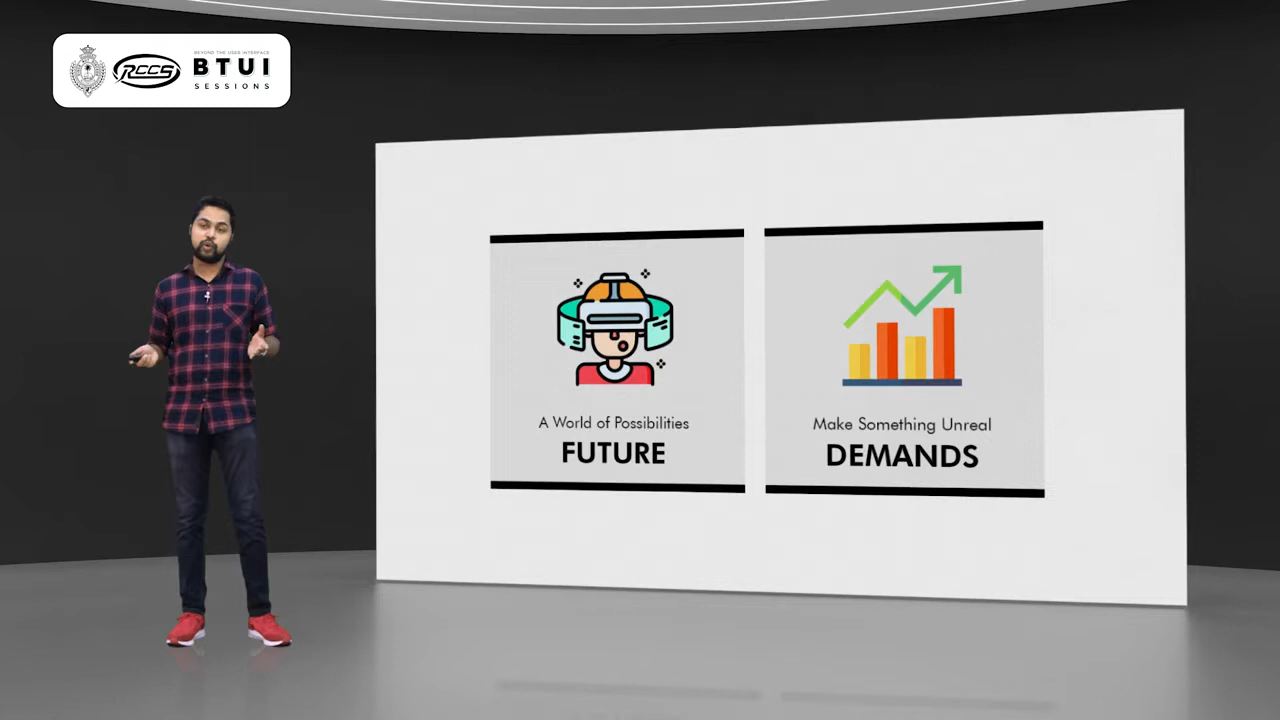 RCCS
BEYOND THE USER INTERFACE
BTUI
SESSIONS
A World of Possibilities
FUTURE
Make Something Unreal
DEMANDS